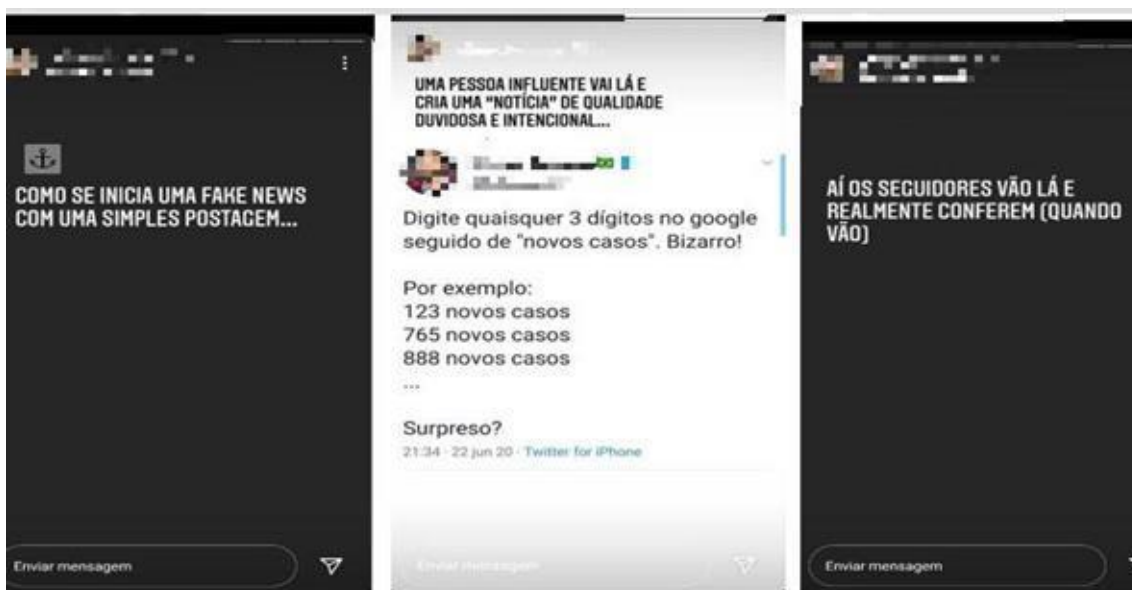 COMO SE INICIA UMA FAKE NEWS
COM UMA SIMPLES POSTAGEM...
Enviar mensagem
UMA PESSOA INFLUENTE VAI LÁ E
CRIA UMA "NOTÍCIA" DE QUALIDADE
DUVIDOSA E INTENCIONAL...
Digite quaisquer 3 dígitos no google
seguido de "novos casos". Bizarro!
Por exemplo:
123 novos casos
765 novos casos
888 novos casos
...
Surpreso?
21:34 · 22 jun 20 · Twitter for iPhone
Enviar mensagem
AÍ OS SEGUIDORES VÃO LÁ E
REALMENTE CONFEREM (QUANDO
VÃO)
Enviar mensagem